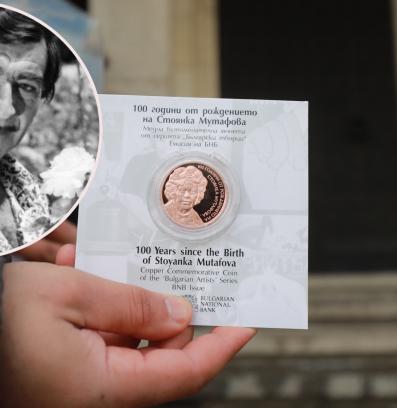 100 години от рождението
на Стоянка Мутафова
Медна възпоменателна монета
от серията "Български творци"
Емисия на БНБ
100 Years since the Birth
of Stoyanka Mutafova
Copper Commemorative Coin
of the "Bulgarian Artists" Series
BNB Issue
BULGARIAN
NATIONAL
BANK